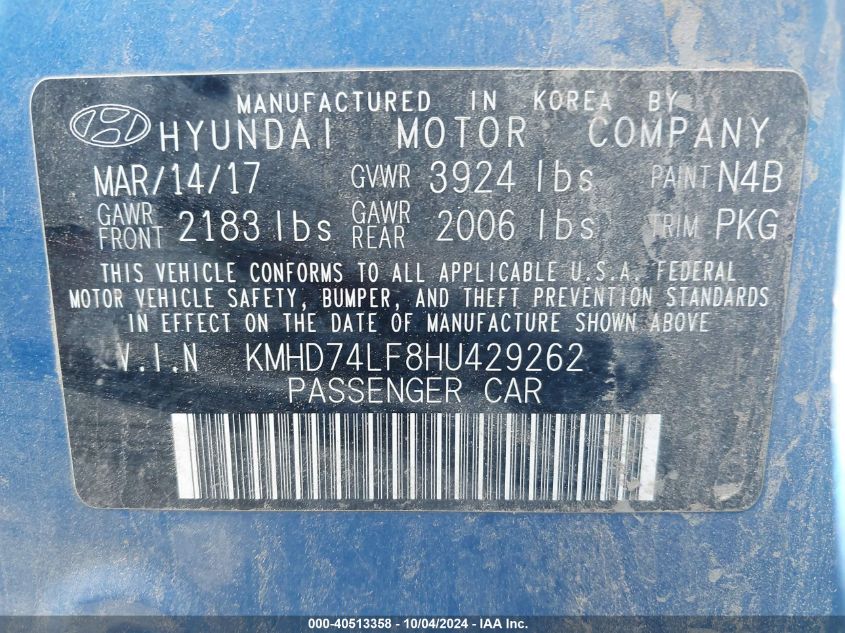 MANUFACTURED IN KOREA BY
HYUNDAI MOTOR COMPANY
MAR/14/17 GVWR 3924 lbs PAINT N4B
GAWR FRONT 2183 lbs GAWR REAR 2006 lbs TRIM PKG
THIS VEHICLE CONFORMS TO ALL APPLICABLE U.S.A. FEDERAL
MOTOR VEHICLE SAFETY, BUMPER, AND THEFT PREVENTION STANDARDS
IN EFFECT ON THE DATE OF MANUFACTURE SHOWN ABOVE
V.I.N KMHD74LF8HU429262
PASSENGER CAR
000-40513358 - 10/04/2024 - IAA Inc.